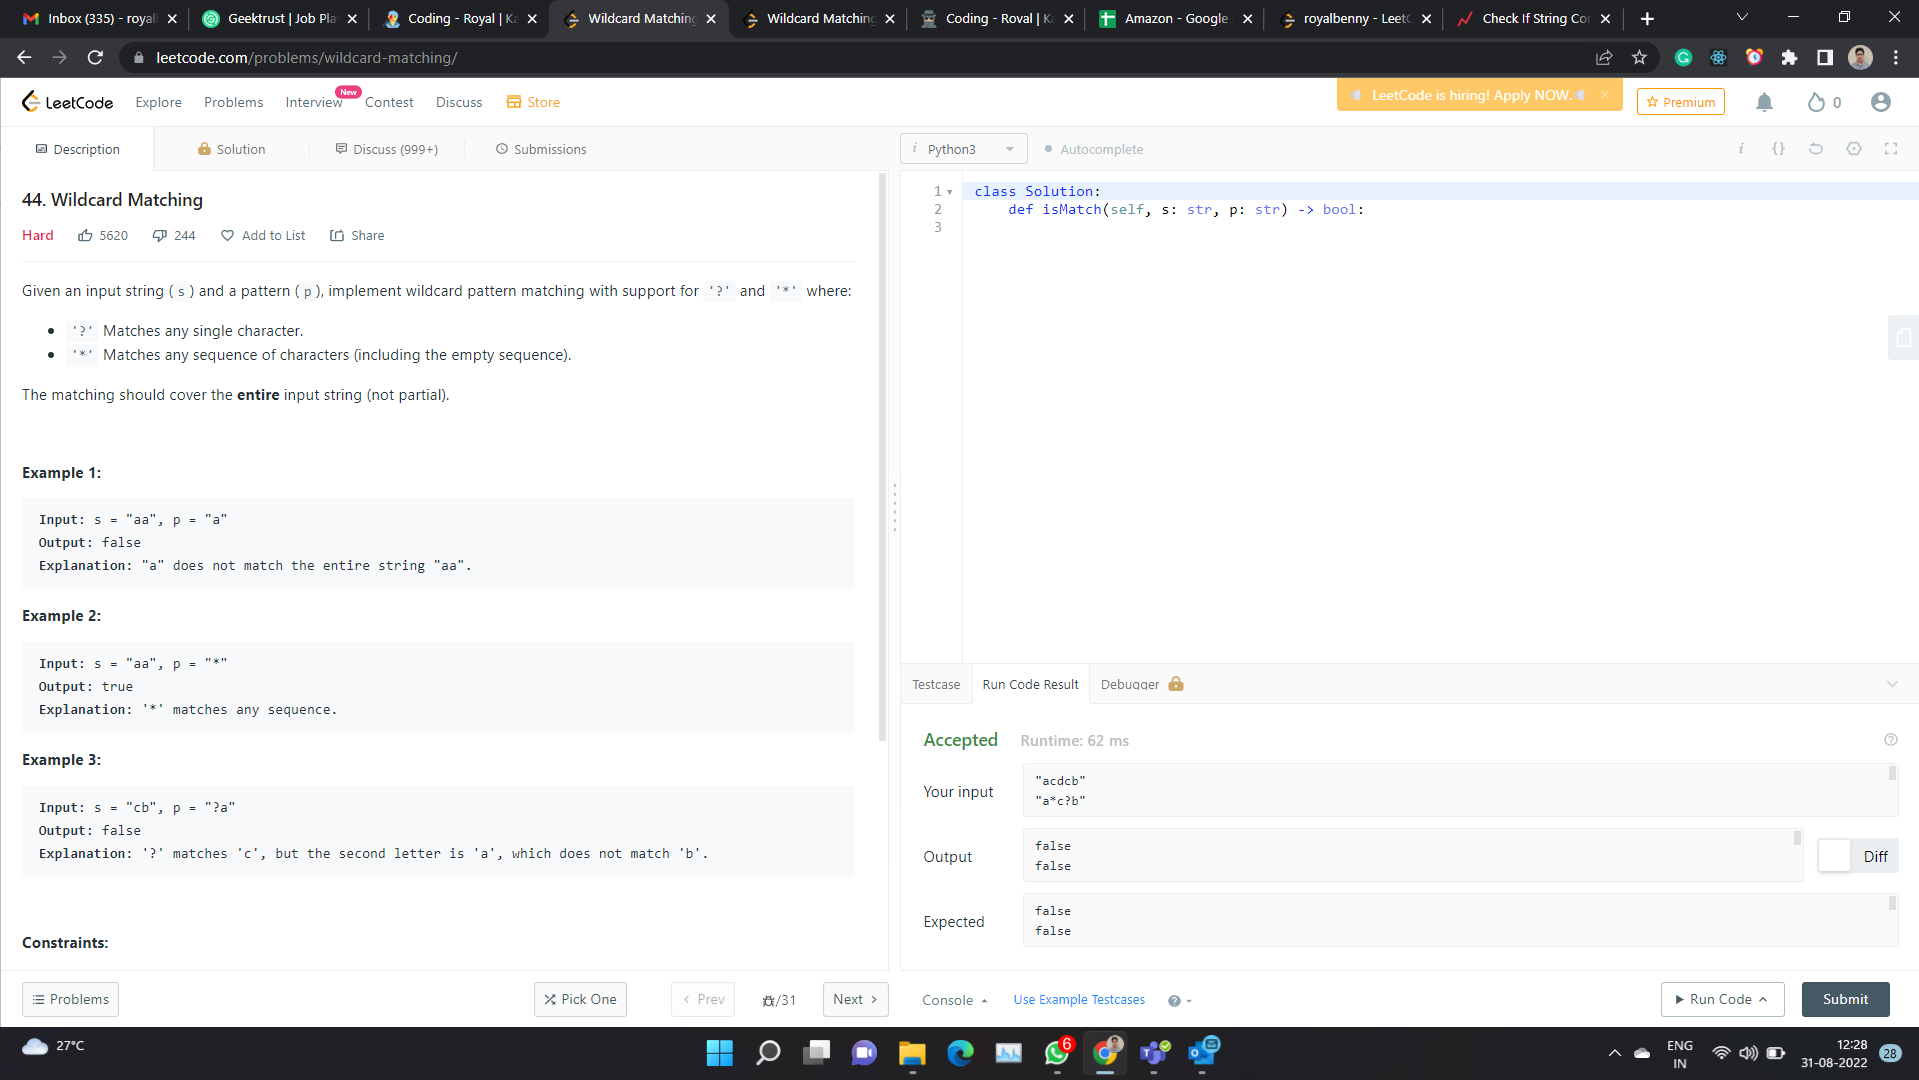 Inbox (335) - royall
Geektrust | Job Pla
Coding - Royal | Ka
Wildcard Matching
Wildcard Matching
Coding - Royal | Ka
Amazon - Google
royalbenny - LeetC
Check If String Cor
leetcode.com/problems/wildcard-matching/
LeetCode
Explore
Problems
Interview
New
Contest
Discuss
Store
LeetCode is hiring! Apply NOW.
Premium
0
Description
Solution
Discuss (999+)
Submissions
i Python3
Autocomplete
i {}
44. Wildcard Matching
Hard 5620 244 Add to List Share
Given an input string ( s ) and a pattern ( p ), implement wildcard pattern matching with support for '?' and '*' where:
'?' Matches any single character.
'*' Matches any sequence of characters (including the empty sequence).
The matching should cover the entire input string (not partial).
Example 1:
Input: s = "aa", p = "a"
Output: false
Explanation: "a" does not match the entire string "aa".
Example 2:
Input: s = "aa", p = "*"
Output: true
Explanation: '*' matches any sequence.
Example 3:
Input: s = "cb", p = "?a"
Output: false
Explanation: '?' matches 'c', but the second letter is 'a', which does not match 'b'.
Constraints:
1 class Solution:
2 def isMatch(self, s: str, p: str) -> bool:
3
Testcase
Run Code Result
Debugger
Accepted Runtime: 62 ms
Your input
"acdcb"
"a*c?b"
Output
false
false
Diff
Expected
false
false
Problems
Pick One
Prev
/31
Next
Console
Use Example Testcases
Run Code
Submit
27°C
6
ENG
IN
12:28
31-08-2022
28